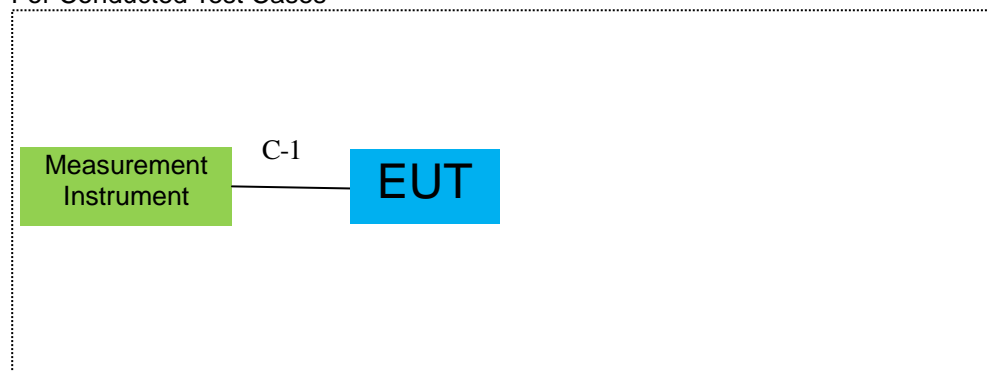 For Conducted Test Cases
C-1
Measurement
Instrument
EUT